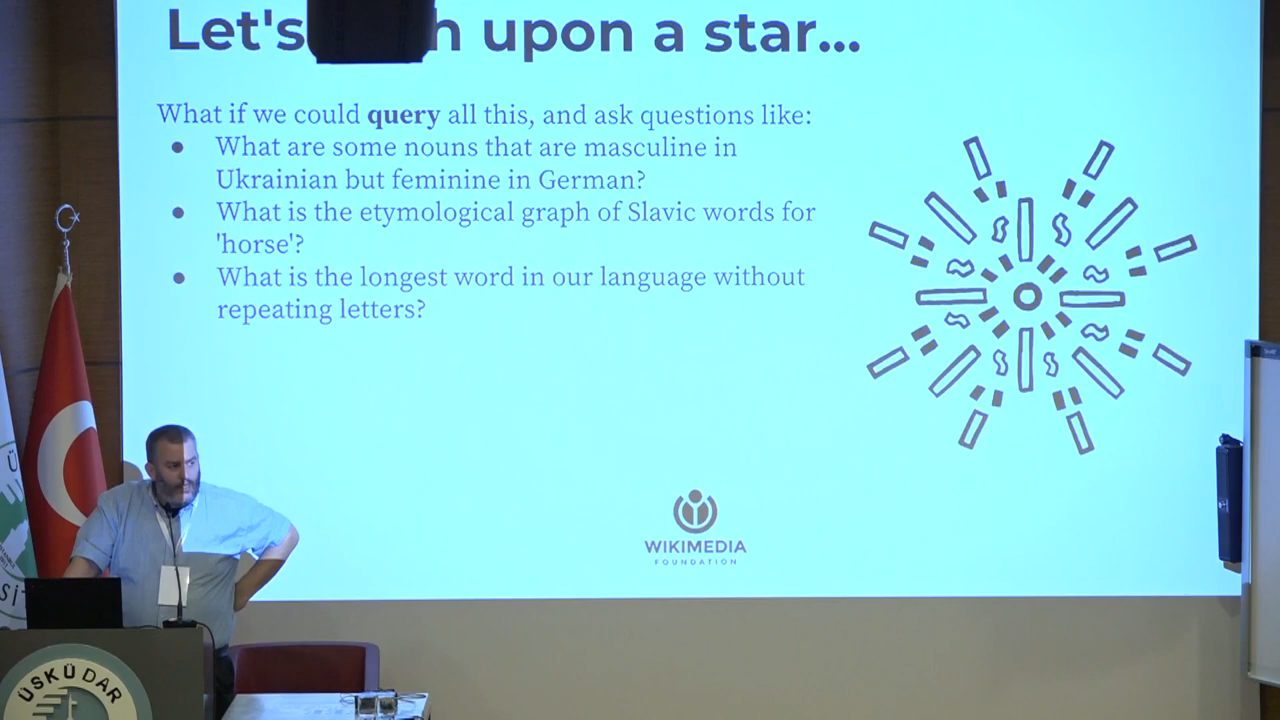 Let's h upon a star...
What if we could query all this, and ask questions like:
● What are some nouns that are masculine in
Ukrainian but feminine in German?
● What is the etymological graph of Slavic words for
'horse'?
● What is the longest word in our language without
repeating letters?
WIKIMEDIA
FOUNDATION
ÜSKÜDAR